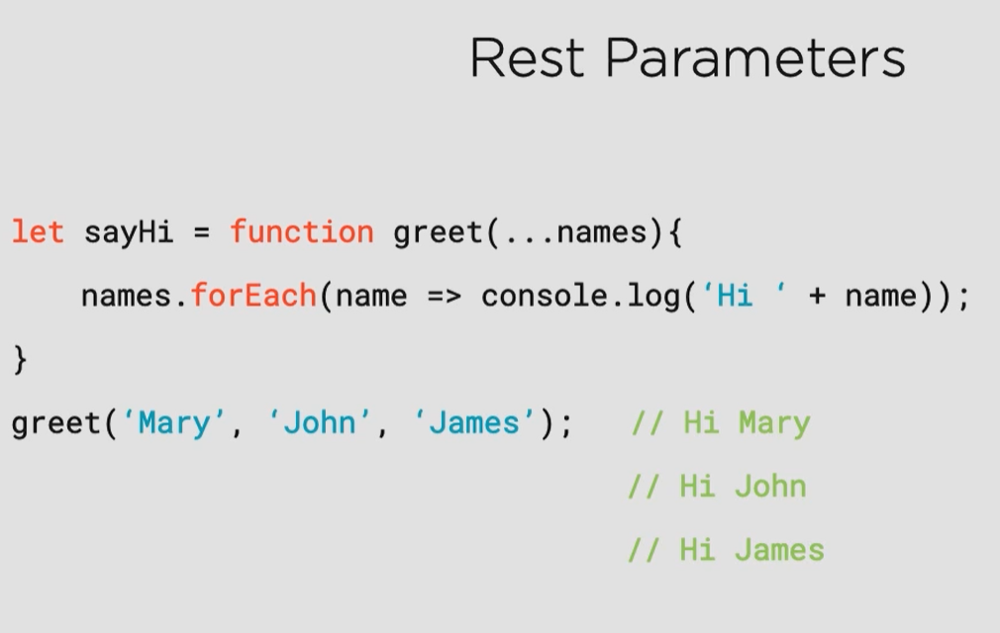 Rest Parameters
let sayHi = function greet(...names){
names.forEach(name => console.log(‘Hi ‘ + name));
}
greet(‘Mary’, ‘John’, ‘James’); // Hi Mary
// Hi John
// Hi James